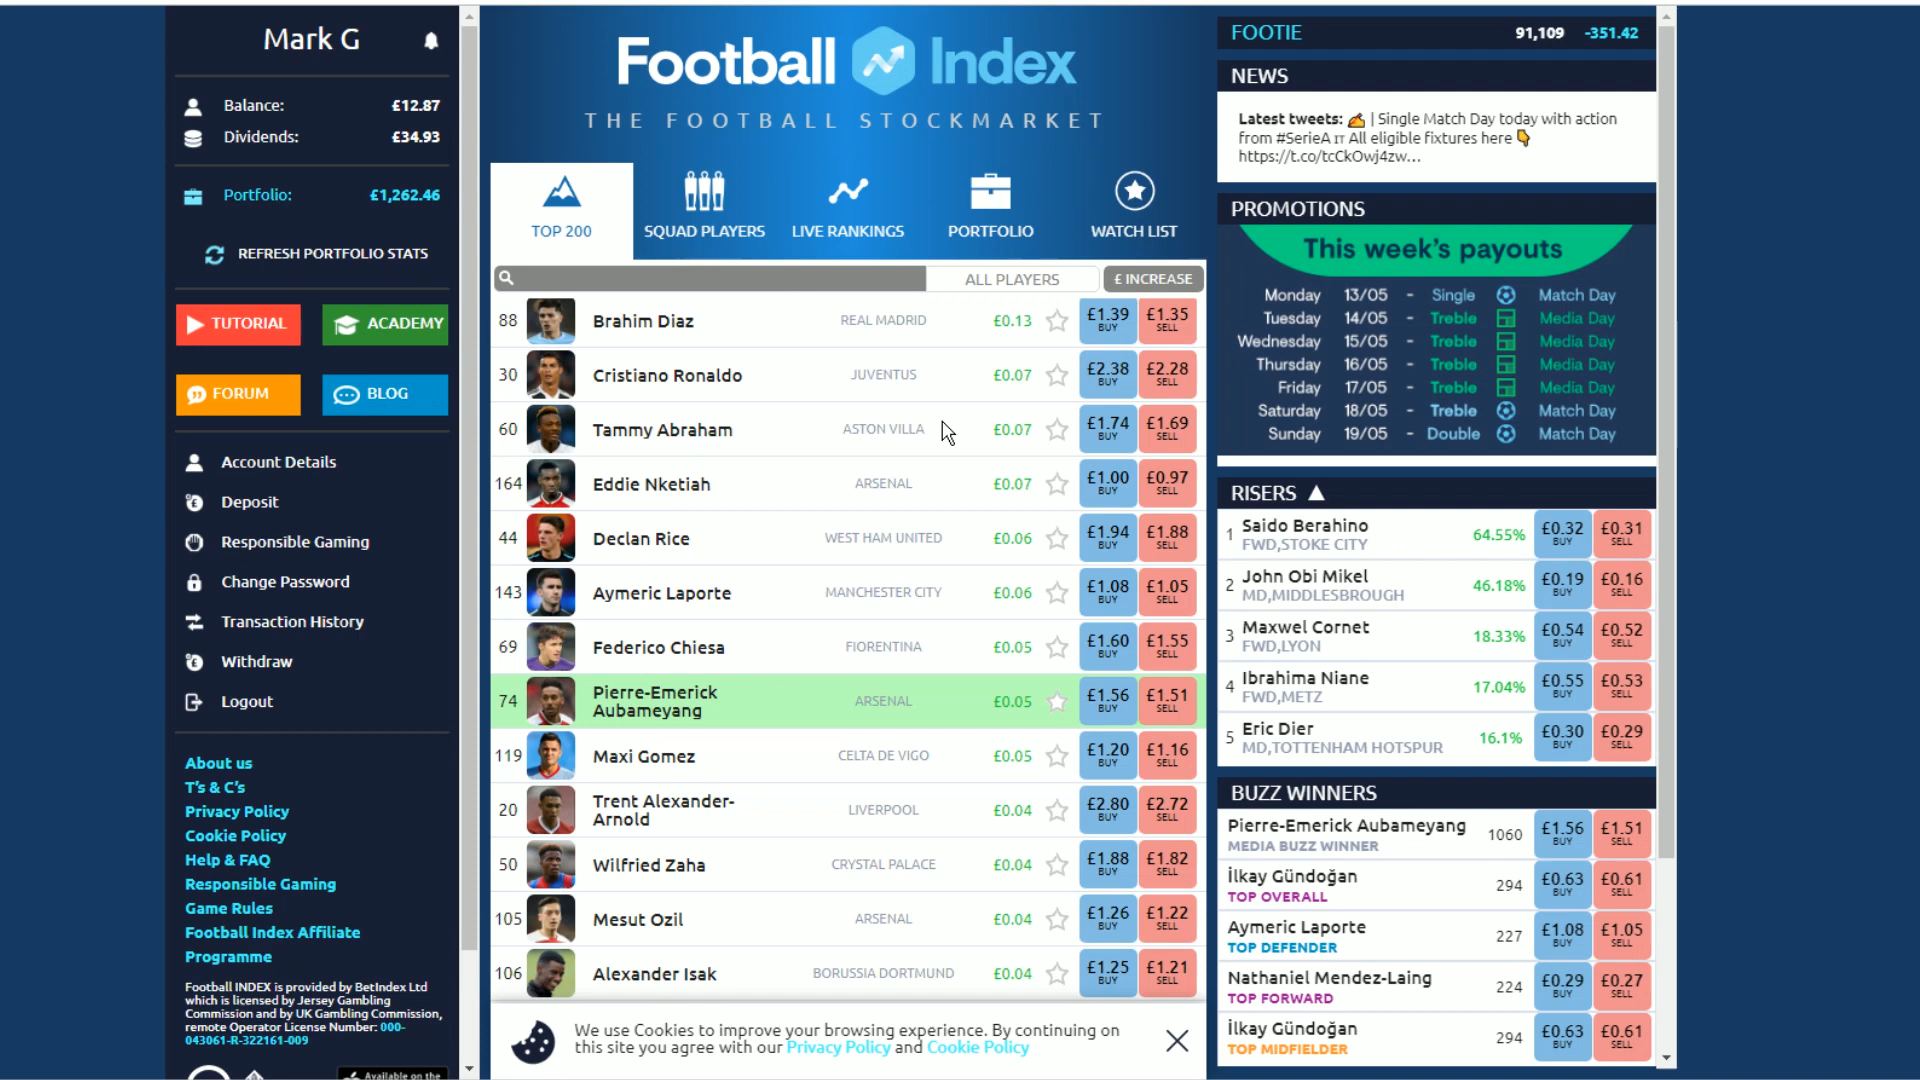 Mark G
Balance: £12.87
Dividends: £34.93
Portfolio: £1,262.46
REFRESH PORTFOLIO STATS
TUTORIAL
ACADEMY
FORUM
BLOG
Account Details
Deposit
Responsible Gaming
Change Password
Transaction History
Withdraw
Logout
About us
T's & C's
Privacy Policy
Cookie Policy
Help & FAQ
Responsible Gaming
Game Rules
Football Index Affiliate
Programme
Football INDEX is provided by BetIndex Ltd
which is licensed by Jersey Gambling
Commission and by UK Gambling Commission,
remote Operator License Number: 000-
043061-R-322161-009
Available on the
Football Index
THE FOOTBALL STOCKMARKET
TOP 200
SQUAD PLAYERS
LIVE RANKINGS
PORTFOLIO
WATCH LIST
ALL PLAYERS
£ INCREASE
88 Brahim Diaz REAL MADRID £0.13 £1.39 BUY £1.35 SELL
30 Cristiano Ronaldo JUVENTUS £0.07 £2.38 BUY £2.28 SELL
60 Tammy Abraham ASTON VILLA £0.07 £1.74 BUY £1.69 SELL
164 Eddie Nketiah ARSENAL £0.07 £1.00 BUY £0.97 SELL
44 Declan Rice WEST HAM UNITED £0.06 £1.94 BUY £1.88 SELL
143 Aymeric Laporte MANCHESTER CITY £0.06 £1.08 BUY £1.05 SELL
69 Federico Chiesa FIORENTINA £0.05 £1.60 BUY £1.55 SELL
74 Pierre-Emerick Aubameyang ARSENAL £0.05 £1.56 BUY £1.51 SELL
119 Maxi Gomez CELTA DE VIGO £0.05 £1.20 BUY £1.16 SELL
20 Trent Alexander-Arnold LIVERPOOL £0.04 £2.80 BUY £2.72 SELL
50 Wilfried Zaha CRYSTAL PALACE £0.04 £1.88 BUY £1.82 SELL
105 Mesut Ozil ARSENAL £0.04 £1.26 BUY £1.22 SELL
106 Alexander Isak BORUSSIA DORTMUND £0.04 £1.25 BUY £1.21 SELL
We use Cookies to improve your browsing experience. By continuing on
this site you agree with our Privacy Policy and Cookie Policy
FOOTIE 91,109 -351.42
NEWS
Latest tweets: ✍ | Single Match Day today with action
from #SerieA IT All eligible fixtures here 👇
https://t.co/tcCkOwj4zw...
PROMOTIONS
This week's payouts
Monday 13/05 - Single Match Day
Tuesday 14/05 - Treble Media Day
Wednesday 15/05 - Treble Media Day
Thursday 16/05 - Treble Media Day
Friday 17/05 - Treble Media Day
Saturday 18/05 - Treble Match Day
Sunday 19/05 - Double Match Day
RISERS ▲
1 Saido Berahino 64.55% £0.32 BUY £0.31 SELL
FWD,STOKE CITY
2 John Obi Mikel 46.18% £0.19 BUY £0.16 SELL
MD,MIDDLESBROUGH
3 Maxwel Cornet 18.33% £0.54 BUY £0.52 SELL
FWD,LYON
4 Ibrahima Niane 17.04% £0.55 BUY £0.53 SELL
FWD,METZ
5 Eric Dier 16.1% £0.30 BUY £0.29 SELL
MD,TOTTENHAM HOTSPUR
BUZZ WINNERS
Pierre-Emerick Aubameyang 1060 £1.56 BUY £1.51 SELL
MEDIA BUZZ WINNER
İlkay Gündoğan 294 £0.63 BUY £0.61 SELL
TOP OVERALL
Aymeric Laporte 227 £1.08 BUY £1.05 SELL
TOP DEFENDER
Nathaniel Mendez-Laing 224 £0.29 BUY £0.27 SELL
TOP FORWARD
İlkay Gündoğan 294 £0.63 BUY £0.61 SELL
TOP MIDFIELDER